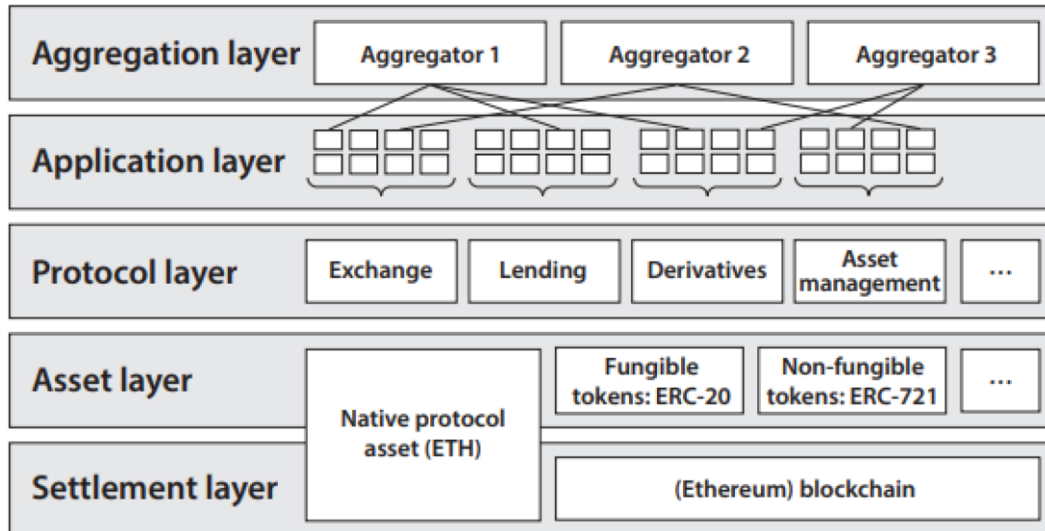 Aggregation layer
Aggregator 1
Aggregator 2
Aggregator 3
Application layer
Protocol layer
Exchange
Lending
Derivatives
Asset
management
...
Asset layer
Native protocol
asset (ETH)
Fungible
tokens: ERC-20
Non-fungible
tokens: ERC-721
...
Settlement layer
(Ethereum) blockchain